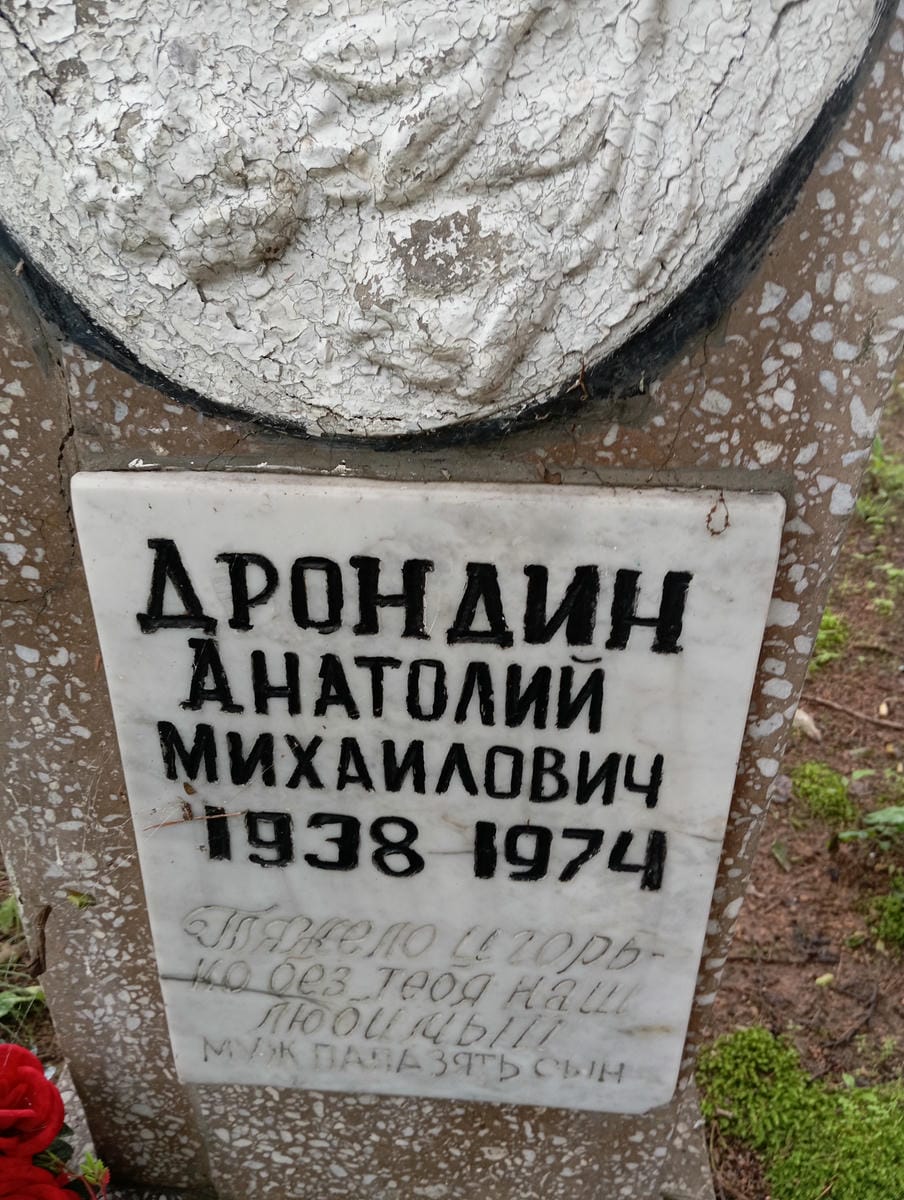 ДРОНДИН
АНАТОЛИЙ
МИХАИЛОВИЧ
1938 1974
Тяжело и горь-
ко без тебя наш
любимый
МУЖ ПАПА ЗЯТЬ СЫН